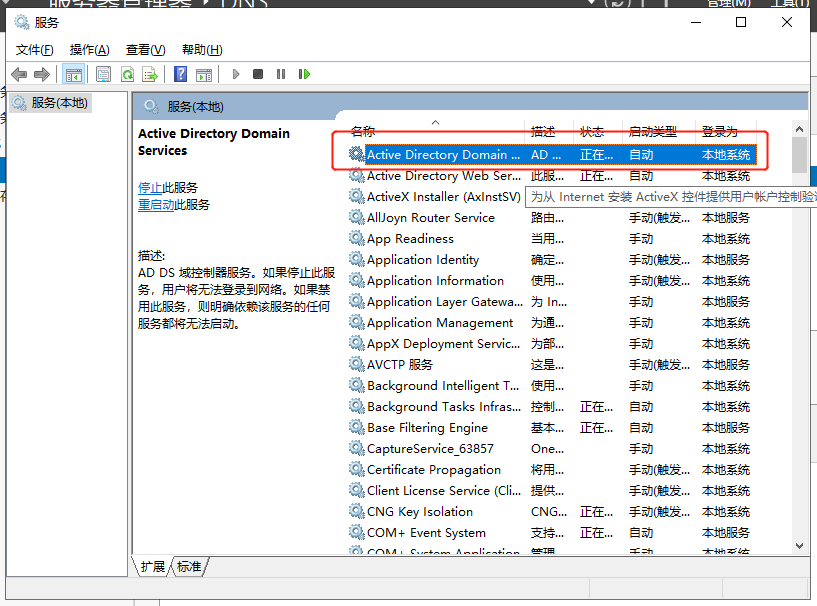 服务器管理器 · DNS
管理(M) 工具(T)
服务
文件(F) 操作(A) 查看(V) 帮助(H)
服务(本地)
服务(本地)
Active Directory Domain
Services
停止此服务
重启动此服务
描述:
AD DS 域控制器服务。如果停止此服
务，用户将无法登录到网络。如果禁
用此服务，则明确依赖该服务的任何
服务都将无法启动。
名称 描述 状态 启动类型 登录为
Active Directory Domain ... AD ... 正在... 自动 本地系统
Active Directory Web Ser... 此服... 正在... 自动 本地系统
ActiveX Installer (AxInstSV)
为从 Internet 安装 ActiveX 控件提供用户帐户控制验
AllJoyn Router Service 路由... 手动(触发... 本地服务
App Readiness 当用... 手动 本地系统
Application Identity 确定... 手动(触发... 本地服务
Application Information 使用... 手动(触发... 本地系统
Application Layer Gatewa... 为 In... 手动 本地服务
Application Management 为通... 手动 本地系统
AppX Deployment Servic... 为部... 手动 本地系统
AVCTP 服务 这是... 手动(触发... 本地服务
Background Intelligent T... 使用... 手动 本地系统
Background Tasks Infras... 控制... 正在... 自动 本地系统
Base Filtering Engine 基本... 正在... 自动 本地服务
CaptureService_63857 One... 手动 本地系统
Certificate Propagation 将用... 手动(触发... 本地系统
Client License Service (Cli... 提供... 手动(触发... 本地系统
CNG Key Isolation CNG... 正在... 手动(触发... 本地系统
COM+ Event System 支持... 正在... 自动 本地服务
COM+ System Application 管理... 手动 本地系统
扩展 标准